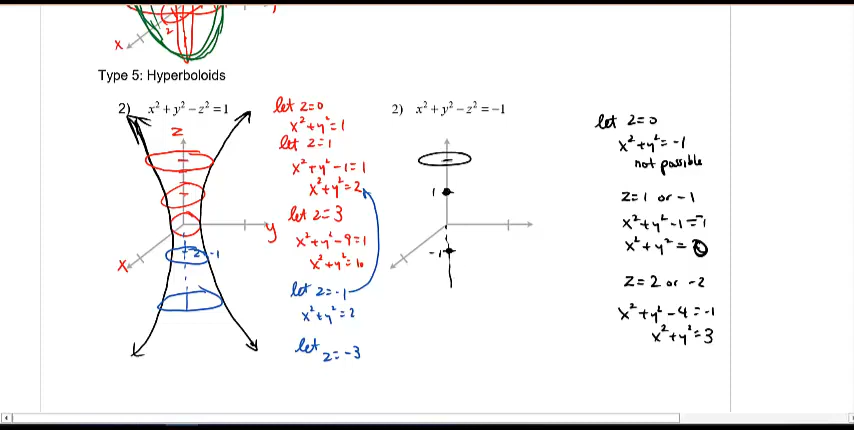 x
2
Type 5: Hyperboloids
2) x² + y² − z² = 1
z
y
x
-1
let z=0
x²+y²=1
let z=1
x²+y²-1=1
x²+y²=2
let z=3
x²+y²-9=1
x²+y²=10
let z=-1
x²+y²=2
let z=-3
2) x² + y² − z² = −1
1
-1
let z=0
x²+y²=-1
not possible
z=1 or -1
x²+y²-1=-1
x²+y²=0
z=2 or -2
x²+y²-4=-1
x²+y²=3